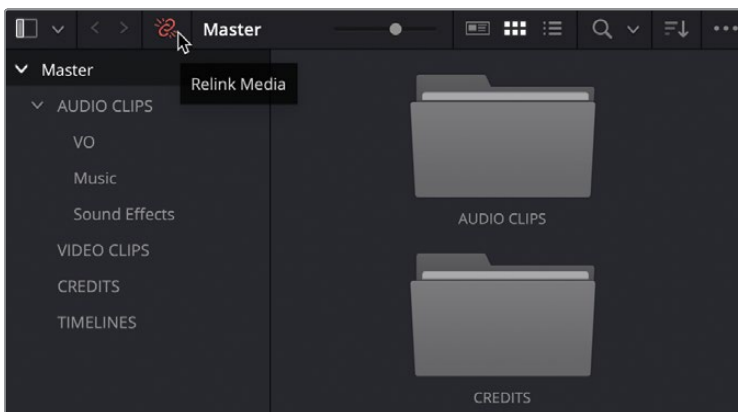 Master
Relink Media
Master
AUDIO CLIPS
VO
Music
Sound Effects
VIDEO CLIPS
CREDITS
TIMELINES
AUDIO CLIPS
CREDITS